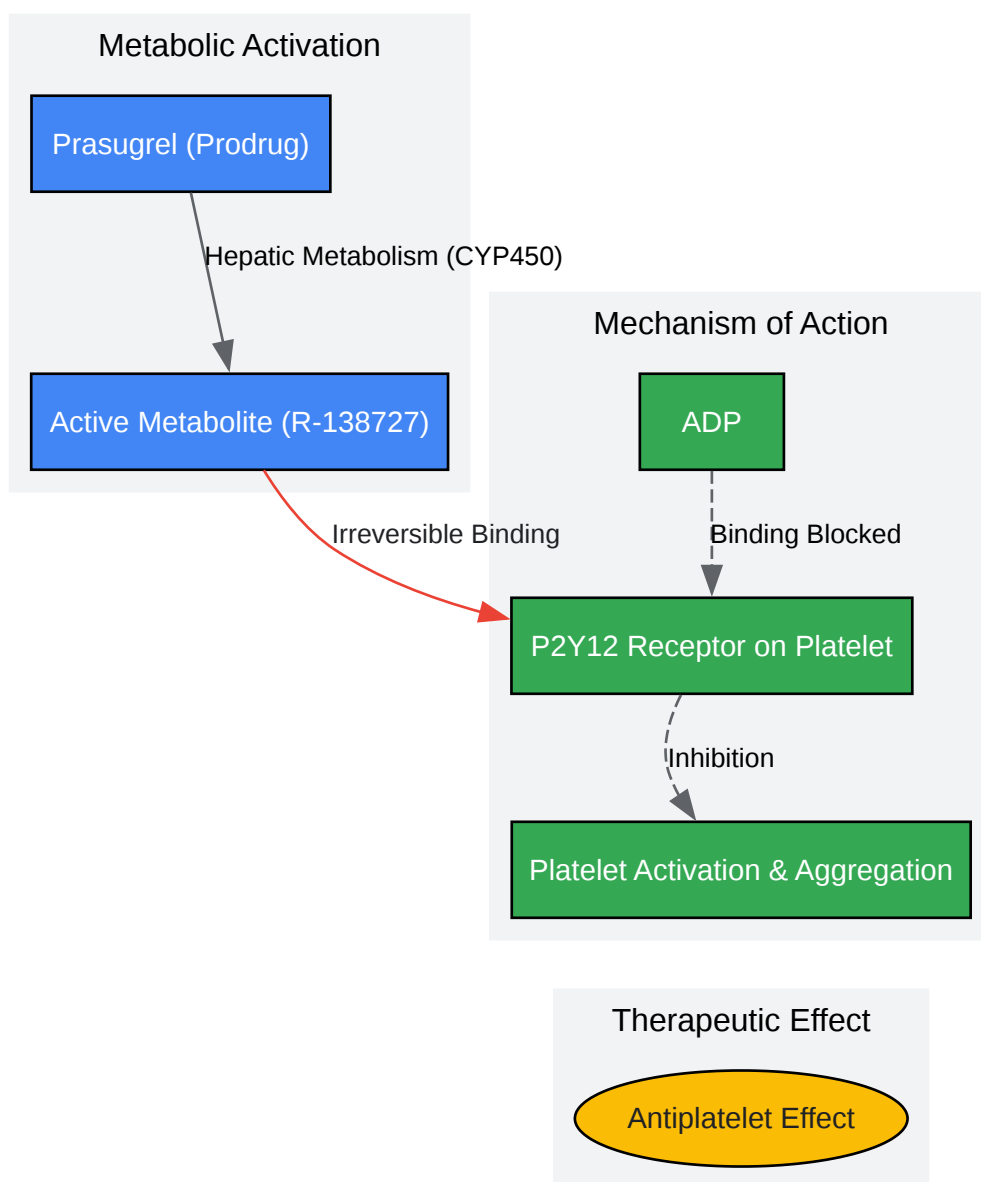 Metabolic Activation
Prasugrel (Prodrug)
Hepatic Metabolism (CYP450)
Active Metabolite (R-138727)
Irreversible Binding
Mechanism of Action
ADP
Binding Blocked
P2Y12 Receptor on Platelet
Inhibition
Platelet Activation & Aggregation
Therapeutic Effect
Antiplatelet Effect